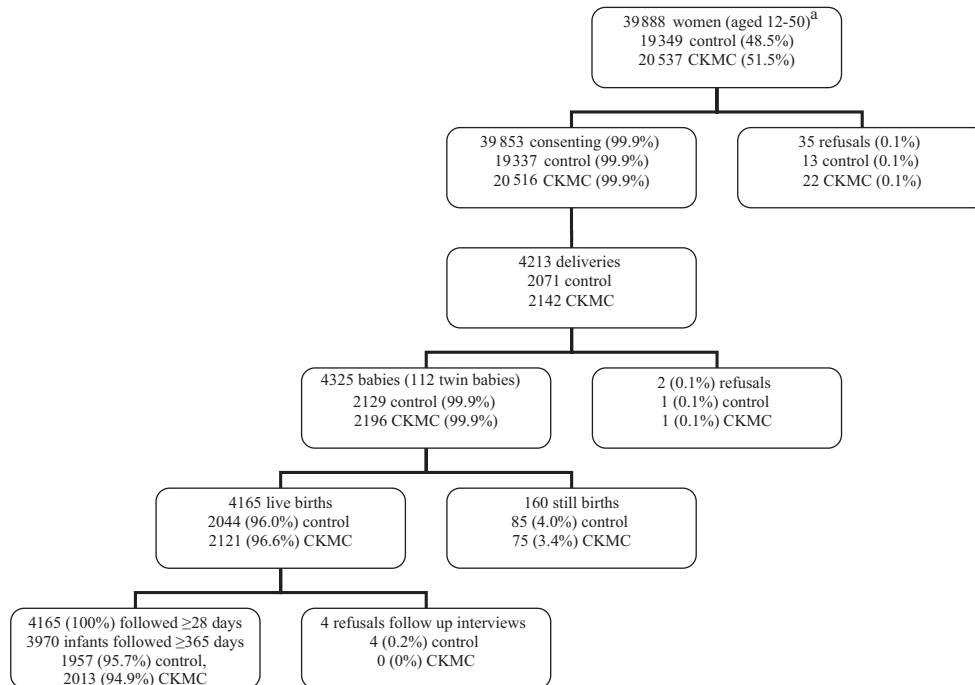 39 888 women (aged 12-50)a
19 349 control (48.5%)
20 537 CKMC (51.5%)
39 853 consenting (99.9%)
19 337 control (99.9%)
20 516 CKMC (99.9%)
35 refusals (0.1%)
13 control (0.1%)
22 CKMC (0.1%)
4213 deliveries
2071 control
2142 CKMC
4325 babies (112 twin babies)
2129 control (99.9%)
2196 CKMC (99.9%)
2 (0.1%) refusals
1 (0.1%) control
1 (0.1%) CKMC
4165 live births
2044 (96.0%) control
2121 (96.6%) CKMC
160 still births
85 (4.0%) control
75 (3.4%) CKMC
4165 (100%) followed ≥28 days
3970 infants followed ≥365 days
1957 (95.7%) control,
2013 (94.9%) CKMC
4 refusals follow up interviews
4 (0.2%) control
0 (0%) CKMC